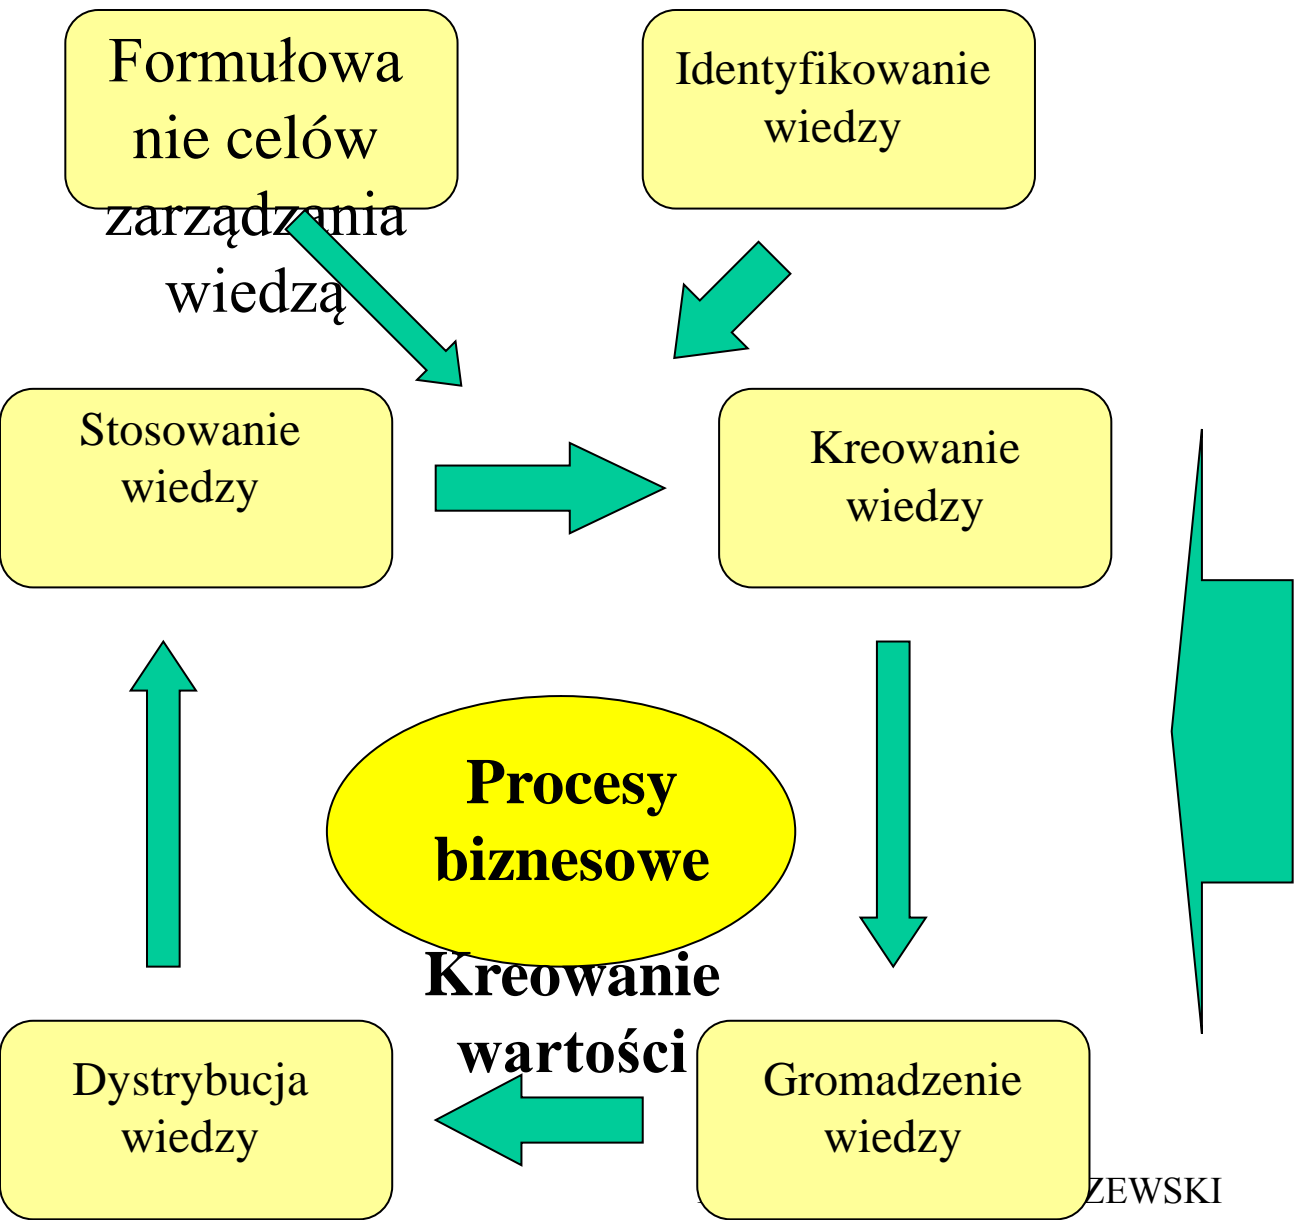 Formułowa
nie celów
zarządzania
wiedzą
Identyfikowanie
wiedzy
Stosowanie
wiedzy
Kreowanie
wiedzy
Procesy
biznesowe
Kreowanie
wartości
Dystrybucja
wiedzy
Gromadzenie
wiedzy